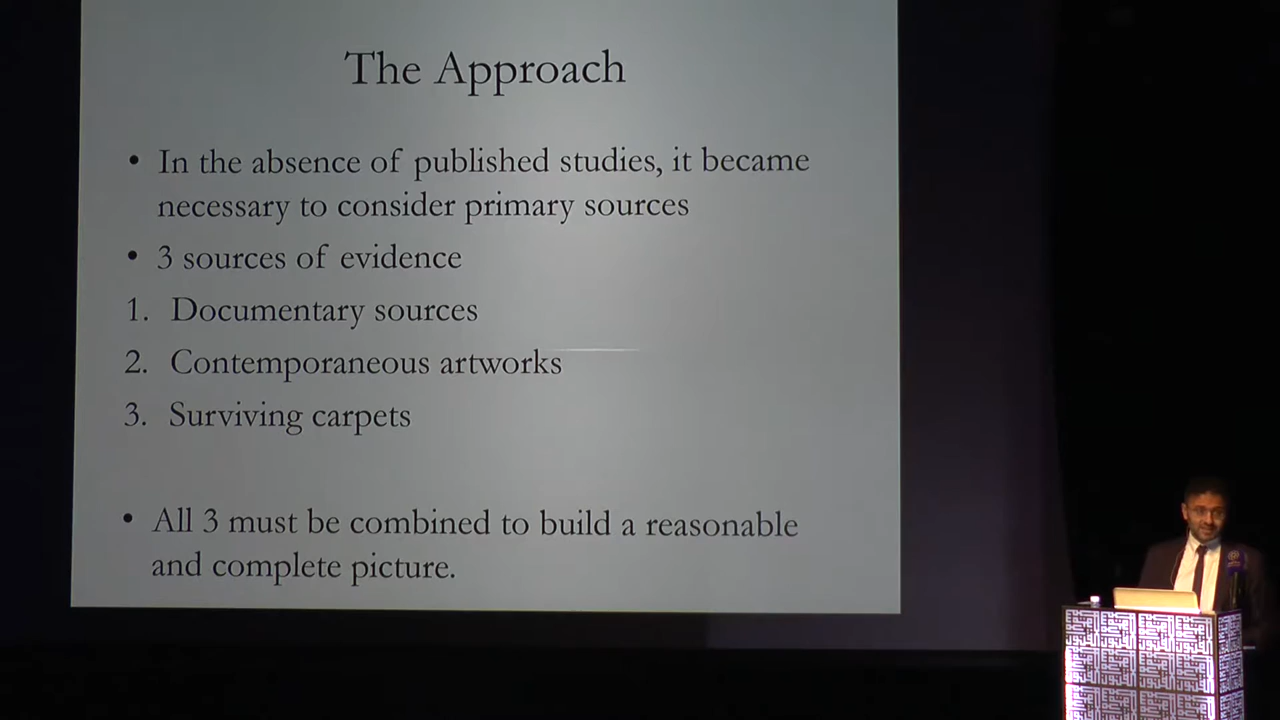 The Approach
• In the absence of published studies, it became
necessary to consider primary sources
• 3 sources of evidence
1. Documentary sources
2. Contemporaneous artworks
3. Surviving carpets
• All 3 must be combined to build a reasonable
and complete picture.